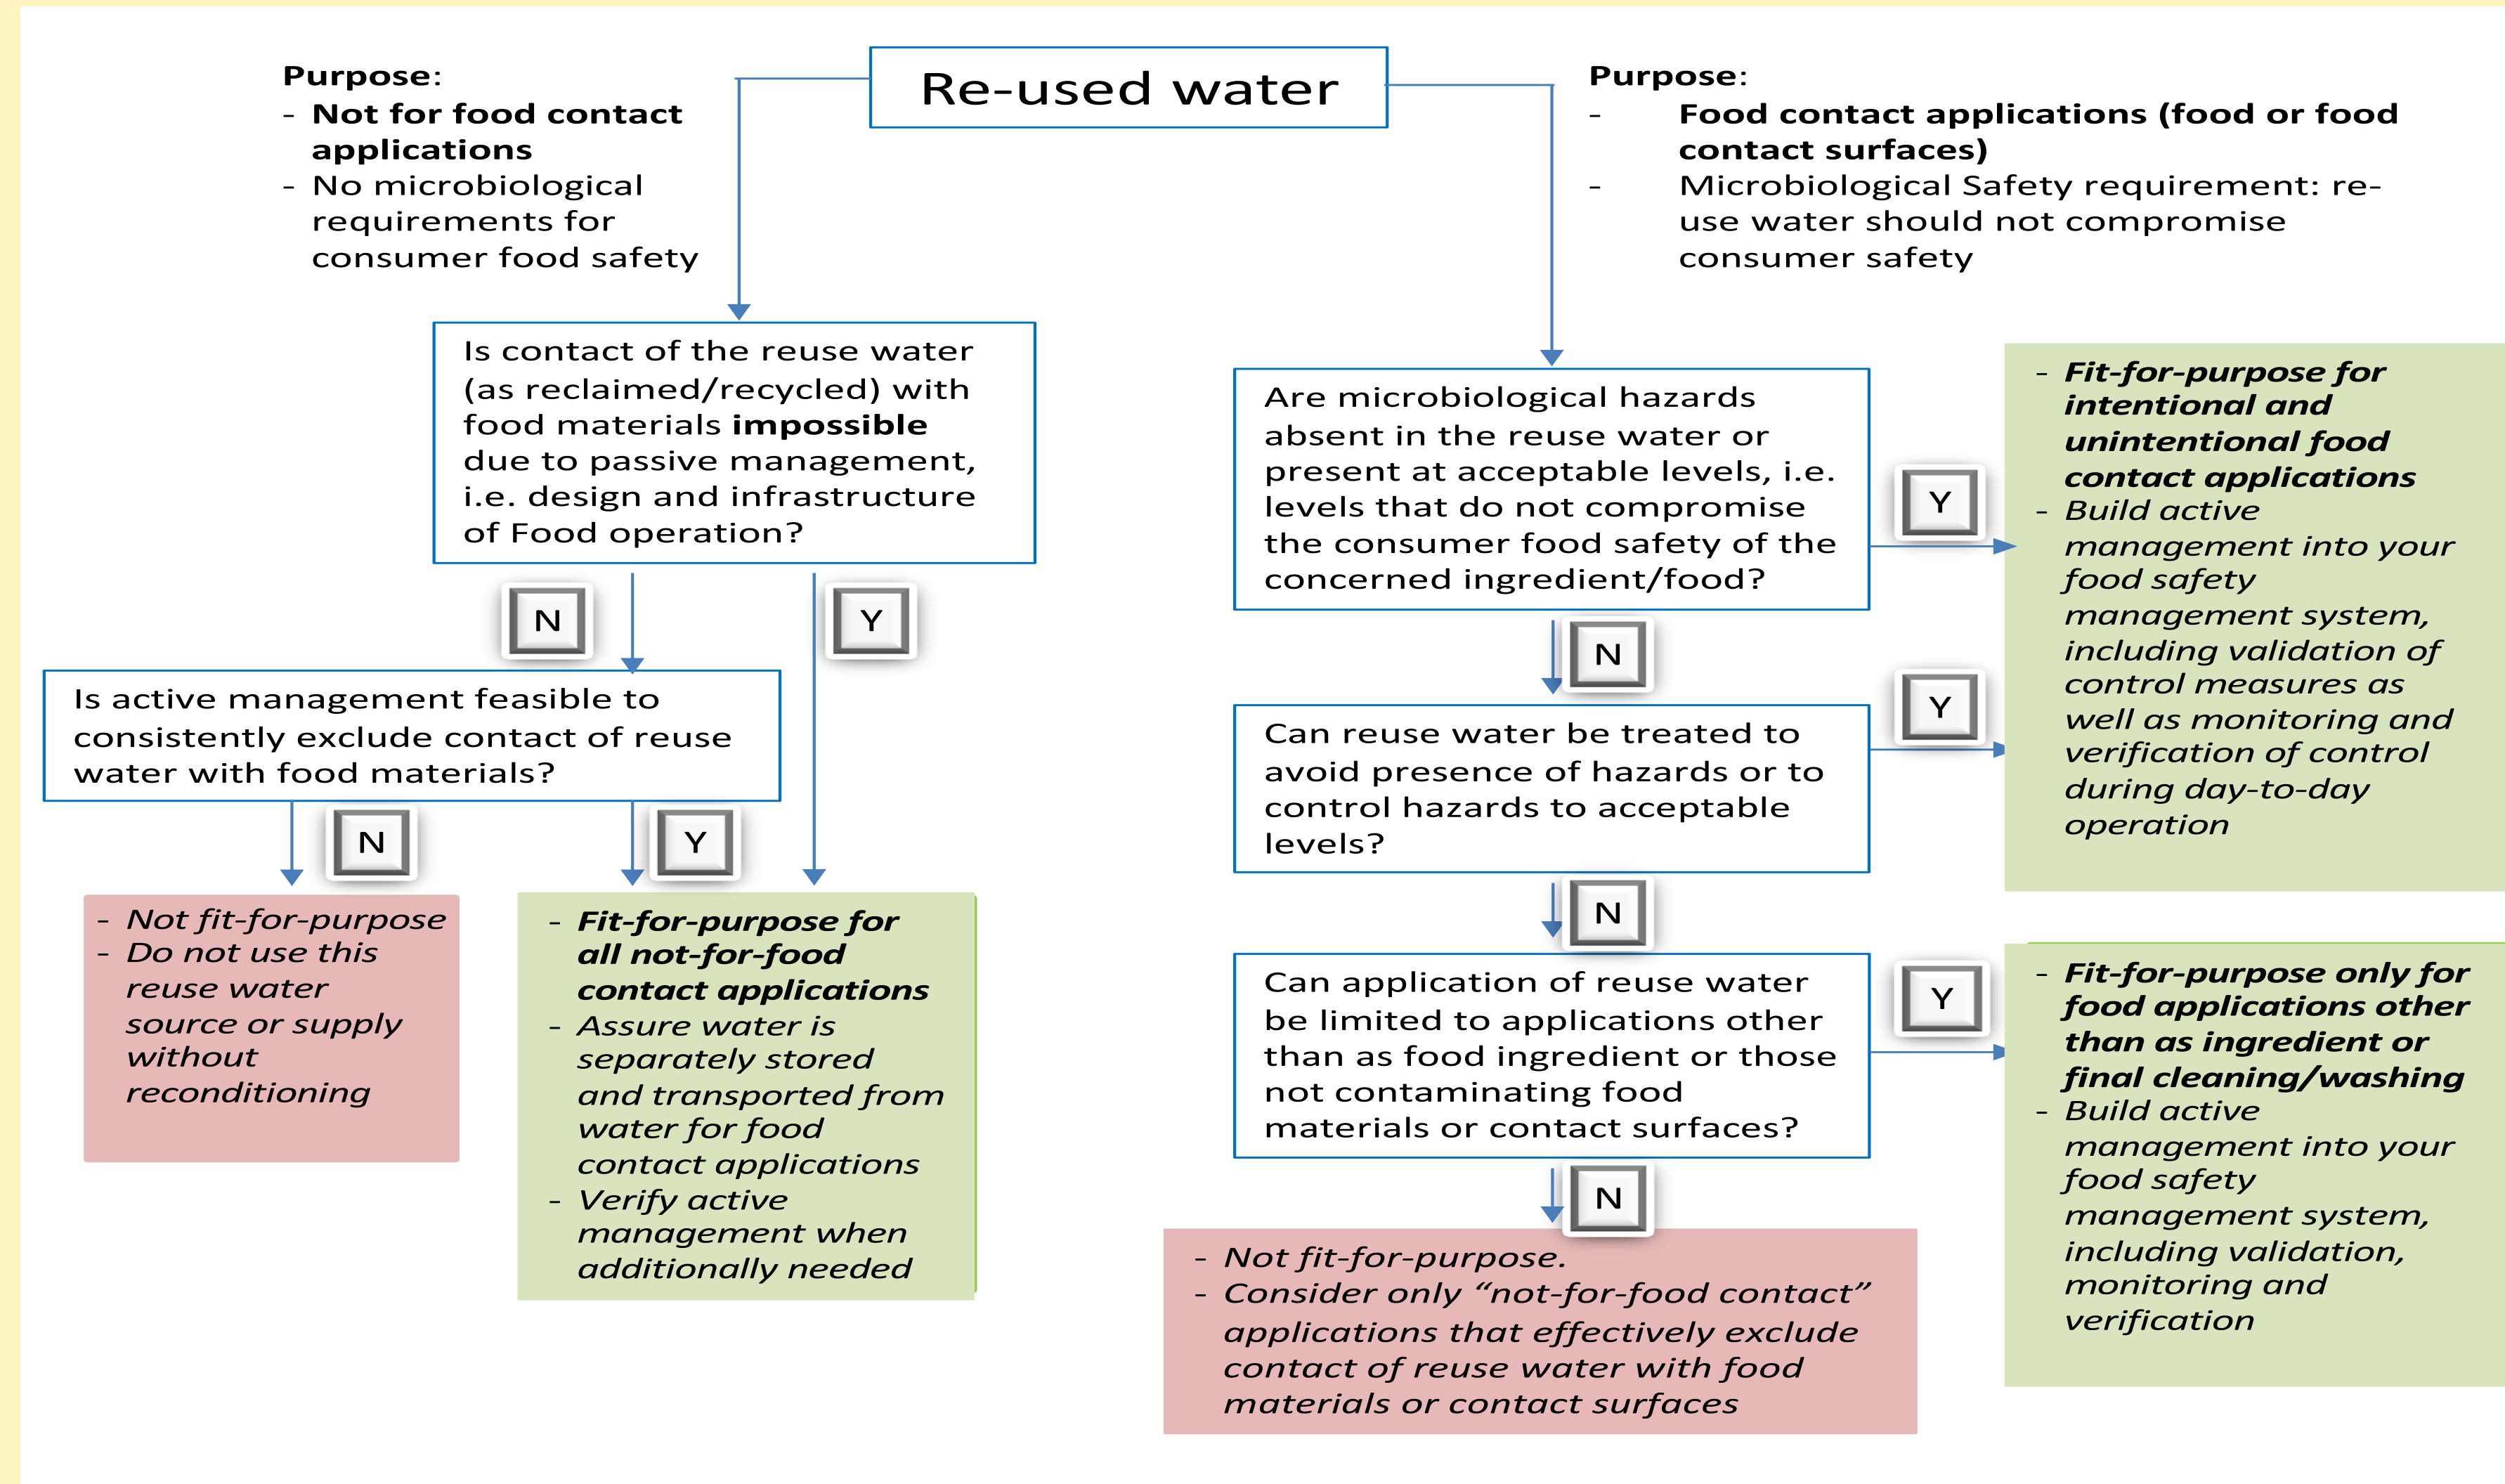 Re-used water
Purpose:
- Not for food contact
applications
- No microbiological
requirements for
consumer food safety
Is contact of the reuse water
(as reclaimed/recycled) with
food materials impossible
due to passive management,
i.e. design and infrastructure
of Food operation?
N
Y
Is active management feasible to
consistently exclude contact of reuse
water with food materials?
N
Y
- Not fit-for-purpose
- Do not use this
reuse water
source or supply
without
reconditioning
- Fit-for-purpose for
all not-for-food
contact applications
- Assure water is
separately stored
and transported from
water for food
contact applications
- Verify active
management when
additionally needed
Purpose:
- Food contact applications (food or food
contact surfaces)
- Microbiological Safety requirement: re-
use water should not compromise
consumer safety
Are microbiological hazards
absent in the reuse water or
present at acceptable levels, i.e.
levels that do not compromise
the consumer food safety of the
concerned ingredient/food?
Y
N
Can reuse water be treated to
avoid presence of hazards or to
control hazards to acceptable
levels?
Y
N
- Fit-for-purpose for
intentional and
unintentional food
contact applications
- Build active
management into your
food safety
management system,
including validation of
control measures as
well as monitoring and
verification of control
during day-to-day
operation
Can application of reuse water
be limited to applications other
than as food ingredient or those
not contaminating food
materials or contact surfaces?
Y
N
- Fit-for-purpose only for
food applications other
than as ingredient or
final cleaning/washing
- Build active
management into your
food safety
management system,
including validation,
monitoring and
verification
- Not fit-for-purpose.
- Consider only “not-for-food contact”
applications that effectively exclude
contact of reuse water with food
materials or contact surfaces